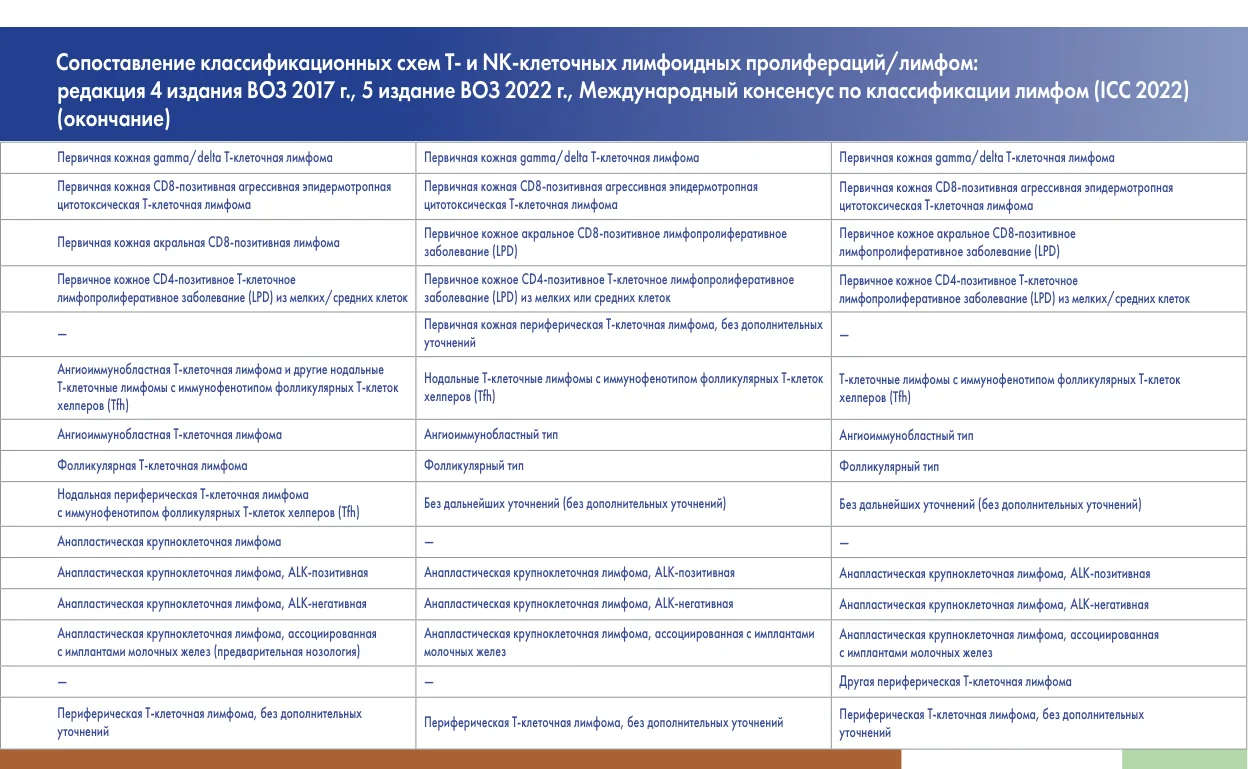 Сопоставление классификационных схем Т- и NK-клеточных лимфоидных пролифераций/лимфом:
редакция 4 издания ВОЗ 2017 г., 5 издание ВОЗ 2022 г., Международный консенсус по классификации лимфом (ICC 2022)
(окончание)
Первичная кожная gamma/delta Т-клеточная лимфома
Первичная кожная gamma/delta Т-клеточная лимфома
Первичная кожная gamma/delta Т-клеточная лимфома
Первичная кожная CD8-позитивная агрессивная эпидермотропная
цитотоксическая Т-клеточная лимфома
Первичная кожная CD8-позитивная агрессивная эпидермотропная
цитотоксическая Т-клеточная лимфома
Первичная кожная CD8-позитивная агрессивная эпидермотропная
цитотоксическая Т-клеточная лимфома
Первичная кожная акральная CD8-позитивная лимфома
Первичное кожное акральное CD8-позитивное лимфопролиферативное
заболевание (LPD)
Первичное кожное акральное CD8-позитивное
лимфопролиферативное заболевание (LPD)
Первичное кожное CD4-позитивное Т-клеточное
лимфопролиферативное заболевание (LPD) из мелких/средних клеток
Первичное кожное CD4-позитивное Т-клеточное лимфопролиферативное
заболевание (LPD) из мелких или средних клеток
Первичное кожное CD4-позитивное Т-клеточное
лимфопролиферативное заболевание (LPD) из мелких/средних клеток
—
Первичная кожная периферическая Т-клеточная лимфома, без дополнительных
уточнений
—
Ангиоиммунобластная Т-клеточная лимфома и другие нодальные
Т-клеточные лимфомы с иммунофенотипом фолликулярных Т-клеток
хелперов (Tfh)
Нодальные Т-клеточные лимфомы с иммунофенотипом фолликулярных Т-клеток
хелперов (Tfh)
Т-клеточные лимфомы с иммунофенотипом фолликулярных Т-клеток
хелперов (Tfh)
Ангиоиммунобластная Т-клеточная лимфома
Ангиоиммунобластный тип
Ангиоиммунобластный тип
Фолликулярная Т-клеточная лимфома
Фолликулярный тип
Фолликулярный тип
Нодальная периферическая Т-клеточная лимфома
с иммунофенотипом фолликулярных Т-клеток хелперов (Tfh)
Без дальнейших уточнений (без дополнительных уточнений)
Без дальнейших уточнений (без дополнительных уточнений)
Анапластическая крупноклеточная лимфома
—
—
Анапластическая крупноклеточная лимфома, ALK-позитивная
Анапластическая крупноклеточная лимфома, ALK-позитивная
Анапластическая крупноклеточная лимфома, ALK-позитивная
Анапластическая крупноклеточная лимфома, ALK-негативная
Анапластическая крупноклеточная лимфома, ALK-негативная
Анапластическая крупноклеточная лимфома, ALK-негативная
Анапластическая крупноклеточная лимфома, ассоциированная
с имплантами молочных желез (предварительная нозология)
Анапластическая крупноклеточная лимфома, ассоциированная с имплантами
молочных желез
Анапластическая крупноклеточная лимфома, ассоциированная
с имплантами молочных желез
—
—
Другая периферическая Т-клеточная лимфома
Периферическая Т-клеточная лимфома, без дополнительных
уточнений
Периферическая Т-клеточная лимфома, без дополнительных уточнений
Периферическая Т-клеточная лимфома, без дополнительных
уточнений